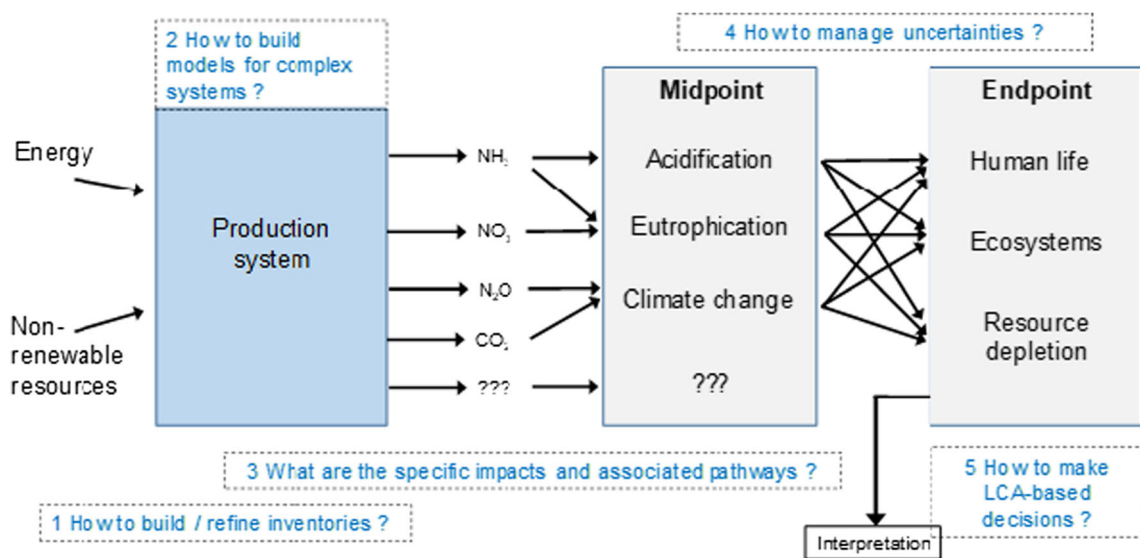 2 How to build
models for complex
systems ?
4 How to manage uncertainties ?
Midpoint
Endpoint
Energy
Non-
renewable
resources
Production
system
NH₃
NO₃
N₂O
CO₂
???
Acidification
Eutrophication
Climate change
???
Human life
Ecosystems
Resource
depletion
3 What are the specific impacts and associated pathways ?
1 How to build / refine inventories ?
5 How to make
LCA-based
decisions ?
Interpretation